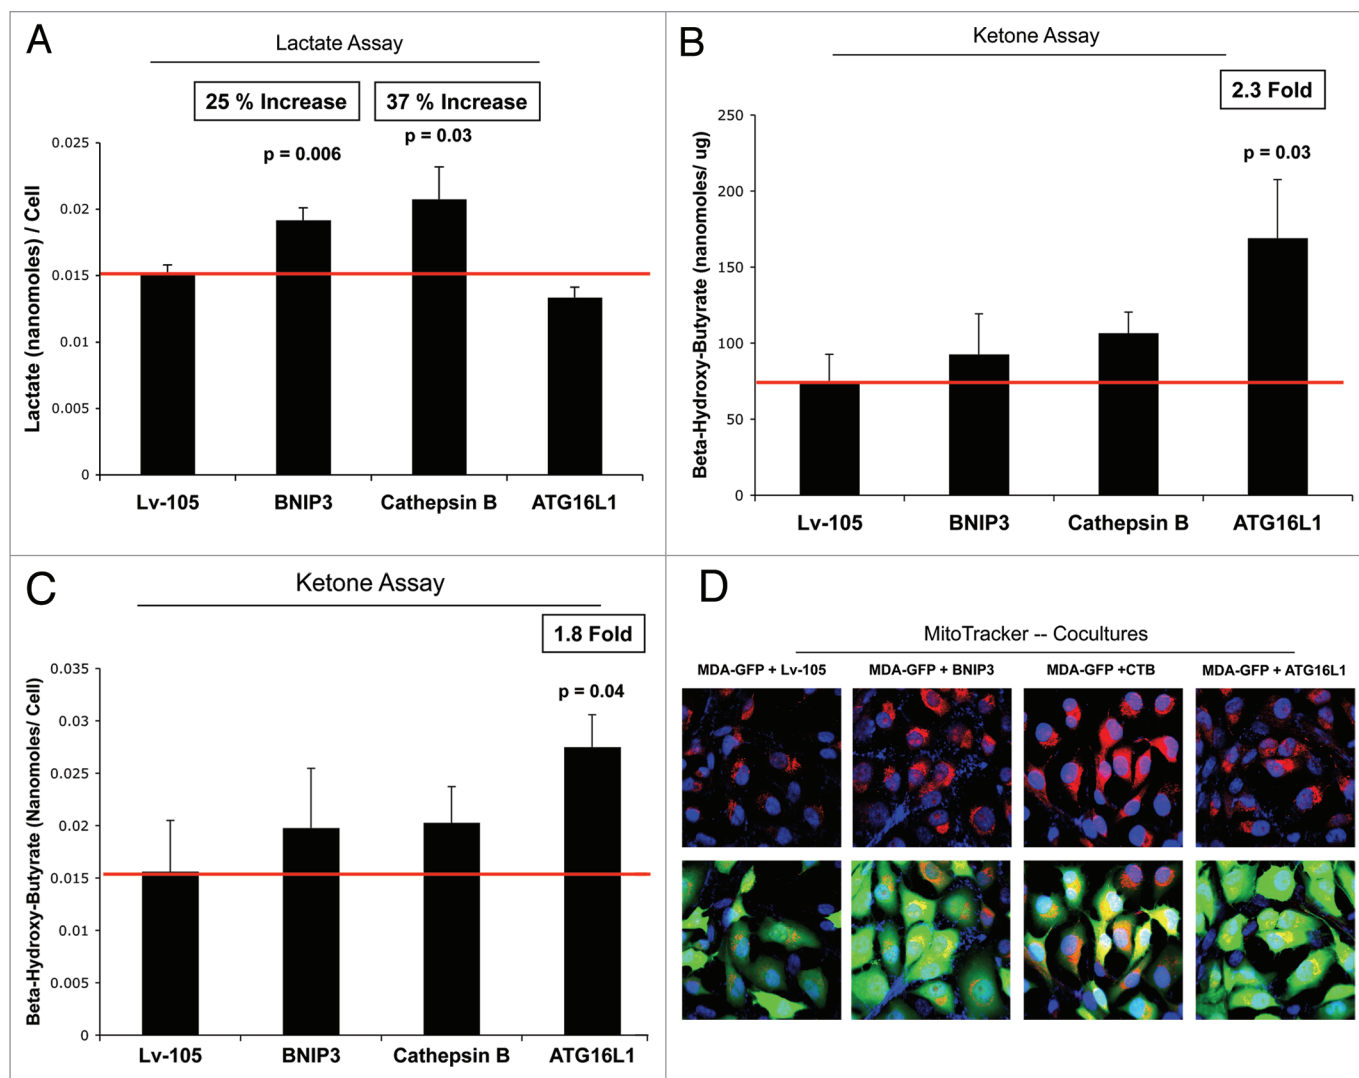 A
Lactate Assay
25 % Increase
37 % Increase
p = 0.006
p = 0.03
Lactate (nanomoles) / Cell
0.025
0.02
0.015
0.01
0.005
0
Lv-105
BNIP3
Cathepsin B
ATG16L1
B
Ketone Assay
2.3 Fold
p = 0.03
Beta-Hydroxy-Butyrate (nanomoles/ ug)
250
200
150
100
50
0
Lv-105
BNIP3
Cathepsin B
ATG16L1
C
Ketone Assay
1.8 Fold
p = 0.04
Beta-Hydroxy-Butyrate (Nanomoles/ Cell)
0.035
0.03
0.025
0.02
0.015
0.01
0.005
0
Lv-105
BNIP3
Cathepsin B
ATG16L1
D
MitoTracker -- Cocultures
MDA-GFP + Lv-105
MDA-GFP + BNIP3
MDA-GFP +CTB
MDA-GFP + ATG16L1